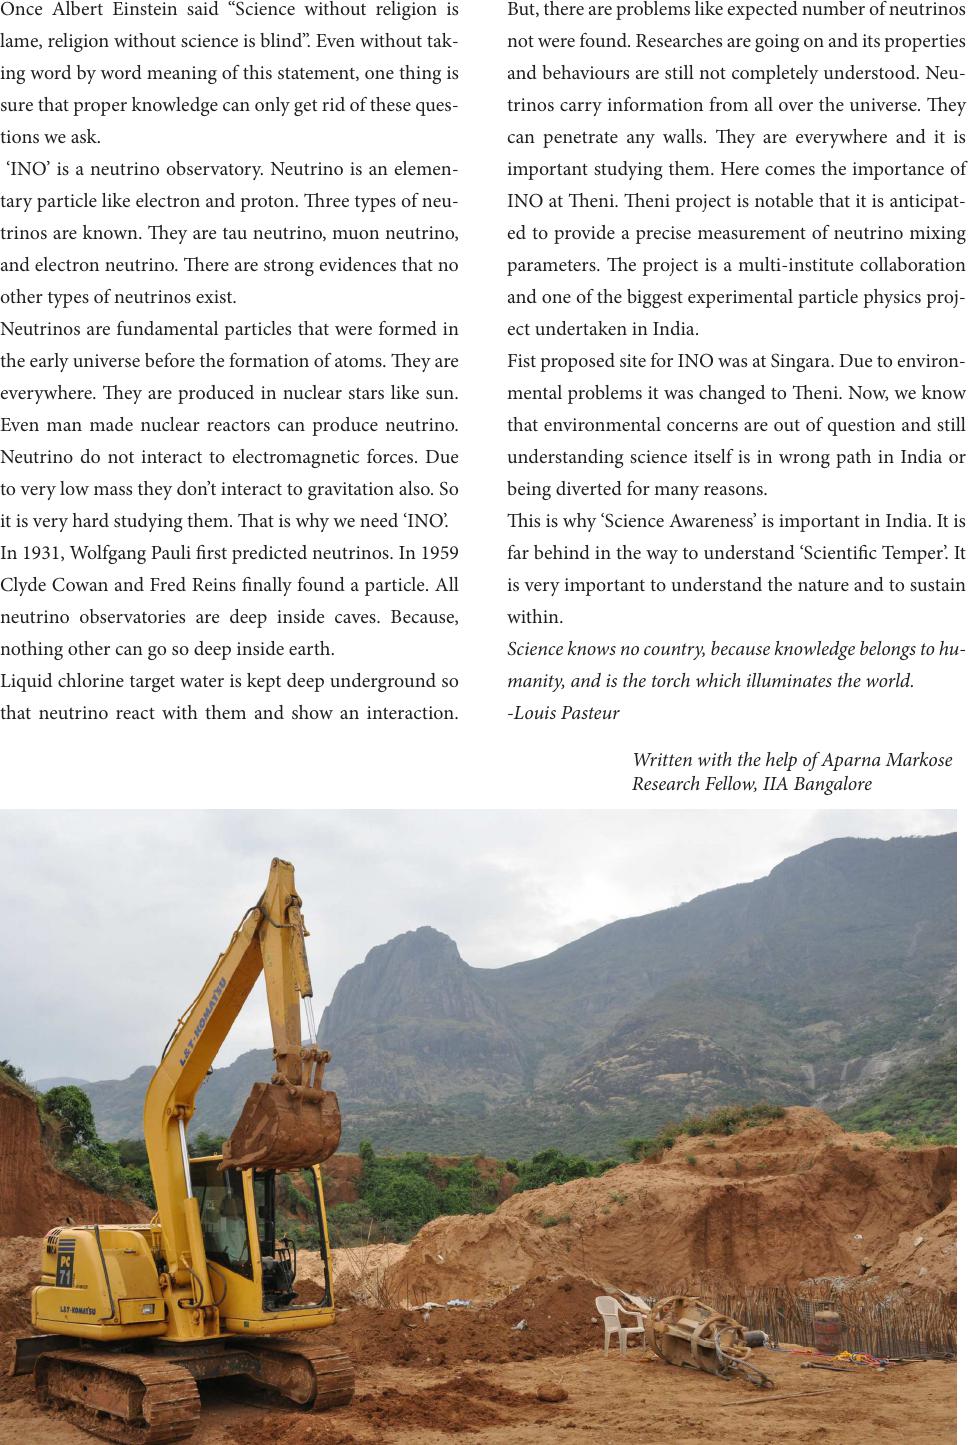 Once Albert Einstein said “Science without religion is
lame, religion without science is blind”. Even without tak-
ing word by word meaning of this statement, one thing is
sure that proper knowledge can only get rid of these ques-
tions we ask.
‘INO’ is a neutrino observatory. Neutrino is an elemen-
tary particle like electron and proton. Three types of neu-
trinos are known. They are tau neutrino, muon neutrino,
and electron neutrino. There are strong evidences that no
other types of neutrinos exist.
Neutrinos are fundamental particles that were formed in
the early universe before the formation of atoms. They are
everywhere. They are produced in nuclear stars like sun.
Even man made nuclear reactors can produce neutrino.
Neutrino do not interact to electromagnetic forces. Due
to very low mass they don’t interact to gravitation also. So
it is very hard studying them. That is why we need ‘INO’.
In 1931, Wolfgang Pauli first predicted neutrinos. In 1959
Clyde Cowan and Fred Reins finally found a particle. All
neutrino observatories are deep inside caves. Because,
nothing other can go so deep inside earth.
Liquid chlorine target water is kept deep underground so
that neutrino react with them and show an interaction.
But, there are problems like expected number of neutrinos
not were found. Researches are going on and its properties
and behaviours are still not completely understood. Neu-
trinos carry information from all over the universe. They
can penetrate any walls. They are everywhere and it is
important studying them. Here comes the importance of
INO at Theni. Theni project is notable that it is anticipat-
ed to provide a precise measurement of neutrino mixing
parameters. The project is a multi-institute collaboration
and one of the biggest experimental particle physics proj-
ect undertaken in India.
Fist proposed site for INO was at Singara. Due to environ-
mental problems it was changed to Theni. Now, we know
that environmental concerns are out of question and still
understanding science itself is in wrong path in India or
being diverted for many reasons.
This is why ‘Science Awareness’ is important in India. It is
far behind in the way to understand ‘Scientific Temper’. It
is very important to understand the nature and to sustain
within.
Science knows no country, because knowledge belongs to hu-
manity, and is the torch which illuminates the world.
-Louis Pasteur
Written with the help of Aparna Markose
Research Fellow, IIA Bangalore
L&T-KOMATSU
PC
71
L&T-KOMATSU